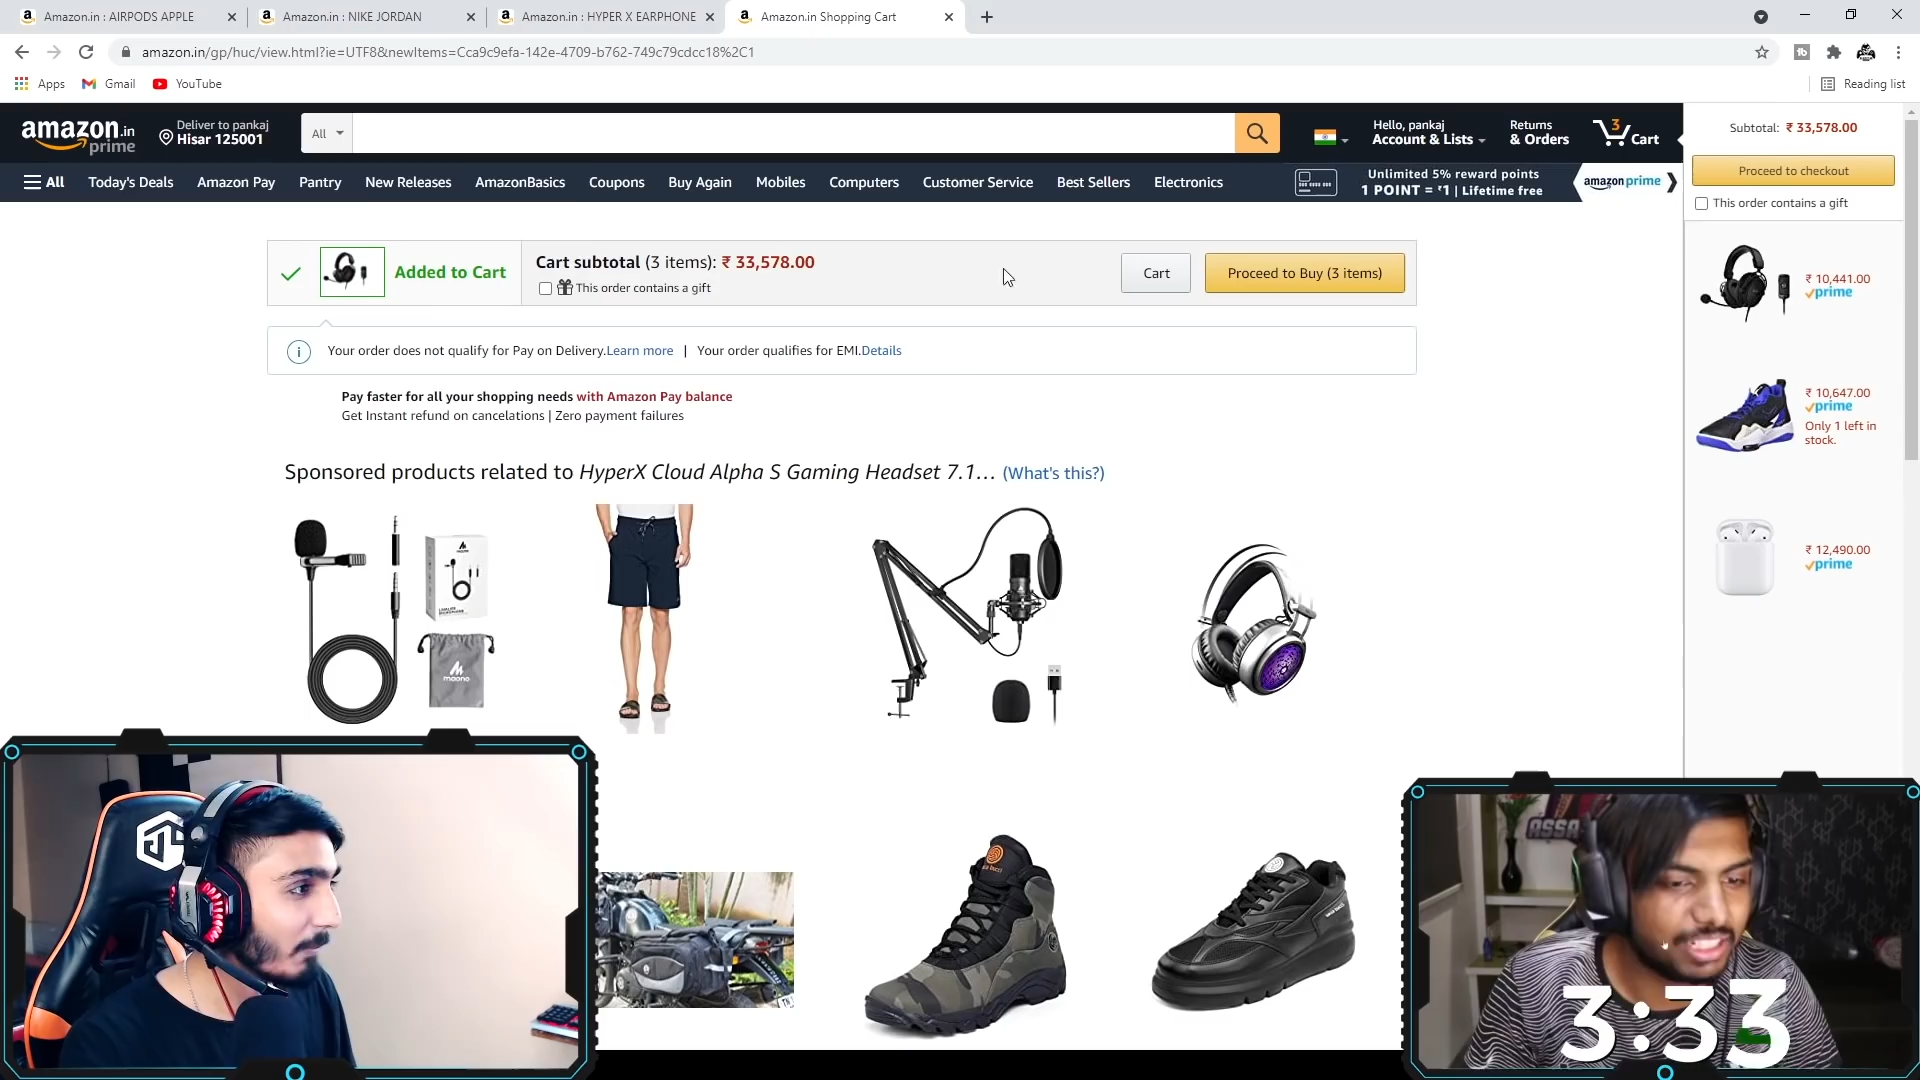 Amazon.in : AIRPODS APPLE
Amazon.in : NIKE JORDAN
Amazon.in : HYPER X EARPHONE
Amazon.in Shopping Cart
amazon.in/gp/huc/view.html?ie=UTF8&newItems=Cca9c9efa-142e-4709-b762-749c79cdcc18%2C1
Apps
Gmail
YouTube
Reading list
amazon.in
prime
Deliver to pankaj
Hisar 125001
All
Hello, pankaj
Account & Lists
Returns
& Orders
3
Cart
All
Today's Deals
Amazon Pay
Pantry
New Releases
AmazonBasics
Coupons
Buy Again
Mobiles
Computers
Customer Service
Best Sellers
Electronics
Unlimited 5% reward points
1 POINT = ₹1 | Lifetime free
amazon prime
Subtotal: ₹ 33,578.00
Proceed to checkout
This order contains a gift
Added to Cart
Cart subtotal (3 items): ₹ 33,578.00
This order contains a gift
Cart
Proceed to Buy (3 items)
Your order does not qualify for Pay on Delivery.Learn more | Your order qualifies for EMI.Details
Pay faster for all your shopping needs with Amazon Pay balance
Get Instant refund on cancelations | Zero payment failures
Sponsored products related to HyperX Cloud Alpha S Gaming Headset 7.1… (What's this?)
₹ 10,441.00
prime
₹ 10,647.00
prime
Only 1 left in
stock.
₹ 12,490.00
prime
maono
3:33